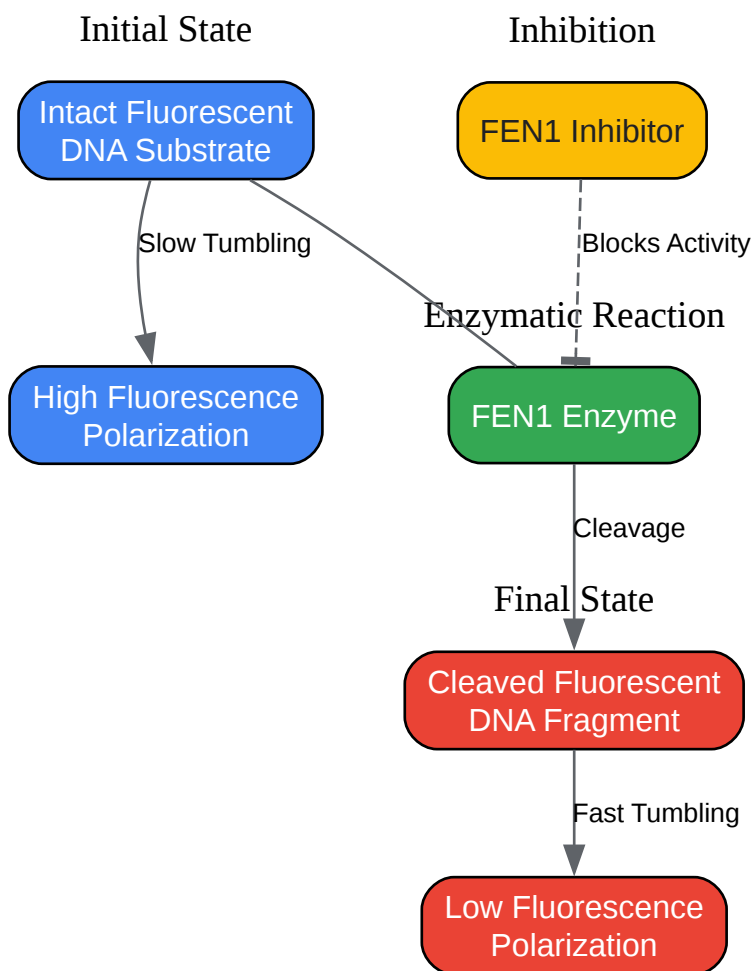 Initial State
Inhibition
Intact Fluorescent
DNA Substrate
FEN1 Inhibitor
Slow Tumbling
Blocks Activity
Enzymatic Reaction
High Fluorescence
Polarization
FEN1 Enzyme
Cleavage
Final State
Cleaved Fluorescent
DNA Fragment
Fast Tumbling
Low Fluorescence
Polarization